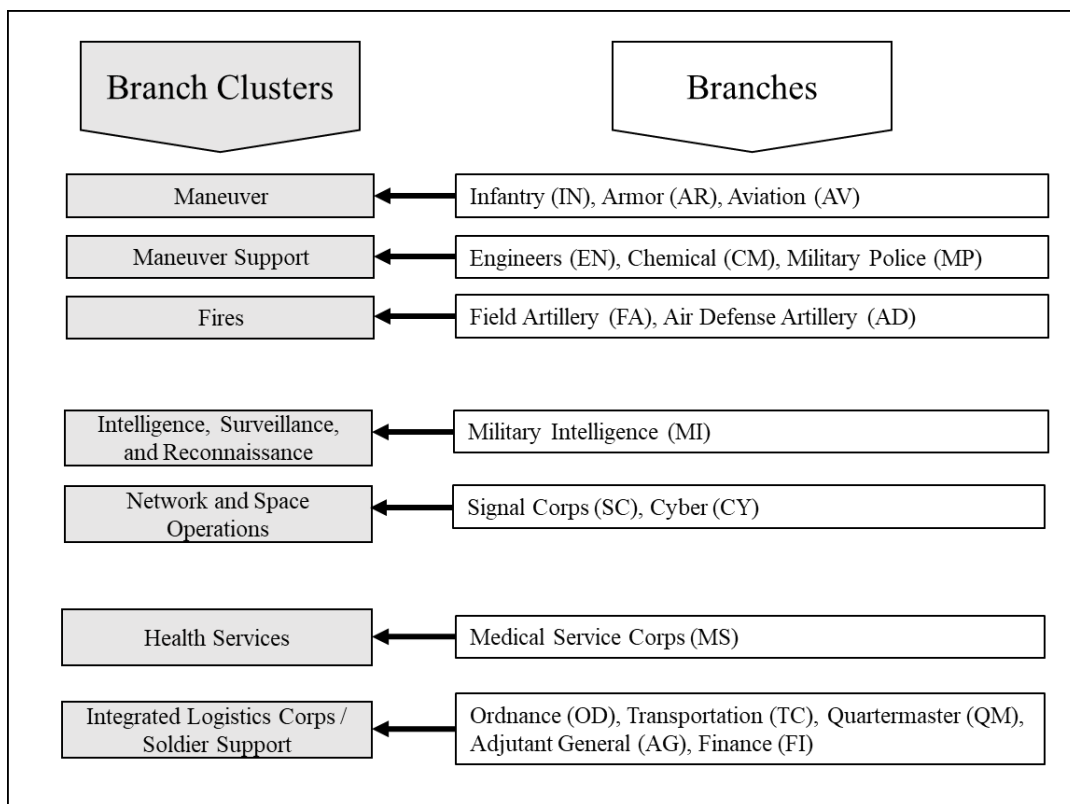 Branch Clusters
Branches
Maneuver
Infantry (IN), Armor (AR), Aviation (AV)
Maneuver Support
Engineers (EN), Chemical (CM), Military Police (MP)
Fires
Field Artillery (FA), Air Defense Artillery (AD)
Intelligence, Surveillance,
and Reconnaissance
Military Intelligence (MI)
Network and Space
Operations
Signal Corps (SC), Cyber (CY)
Health Services
Medical Service Corps (MS)
Integrated Logistics Corps /
Soldier Support
Ordnance (OD), Transportation (TC), Quartermaster (QM),
Adjutant General (AG), Finance (FI)